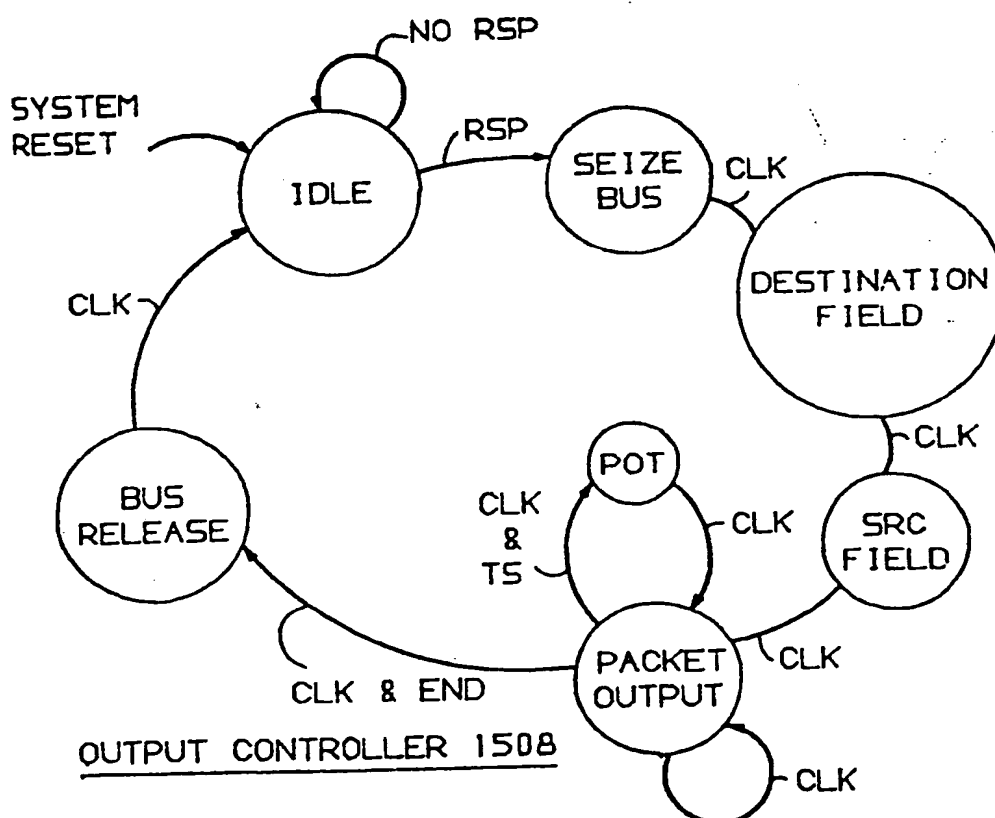 NO RSP
SYSTEM
RESET
IDLE
RSP
SEIZE
BUS
CLK
DESTINATION
FIELD
CLK
CLK
BUS
RELEASE
POT
CLK
&
TS
CLK
SRC
FIELD
CLK
PACKET
OUTPUT
CLK & END
OUTPUT CONTROLLER 1508
CLK